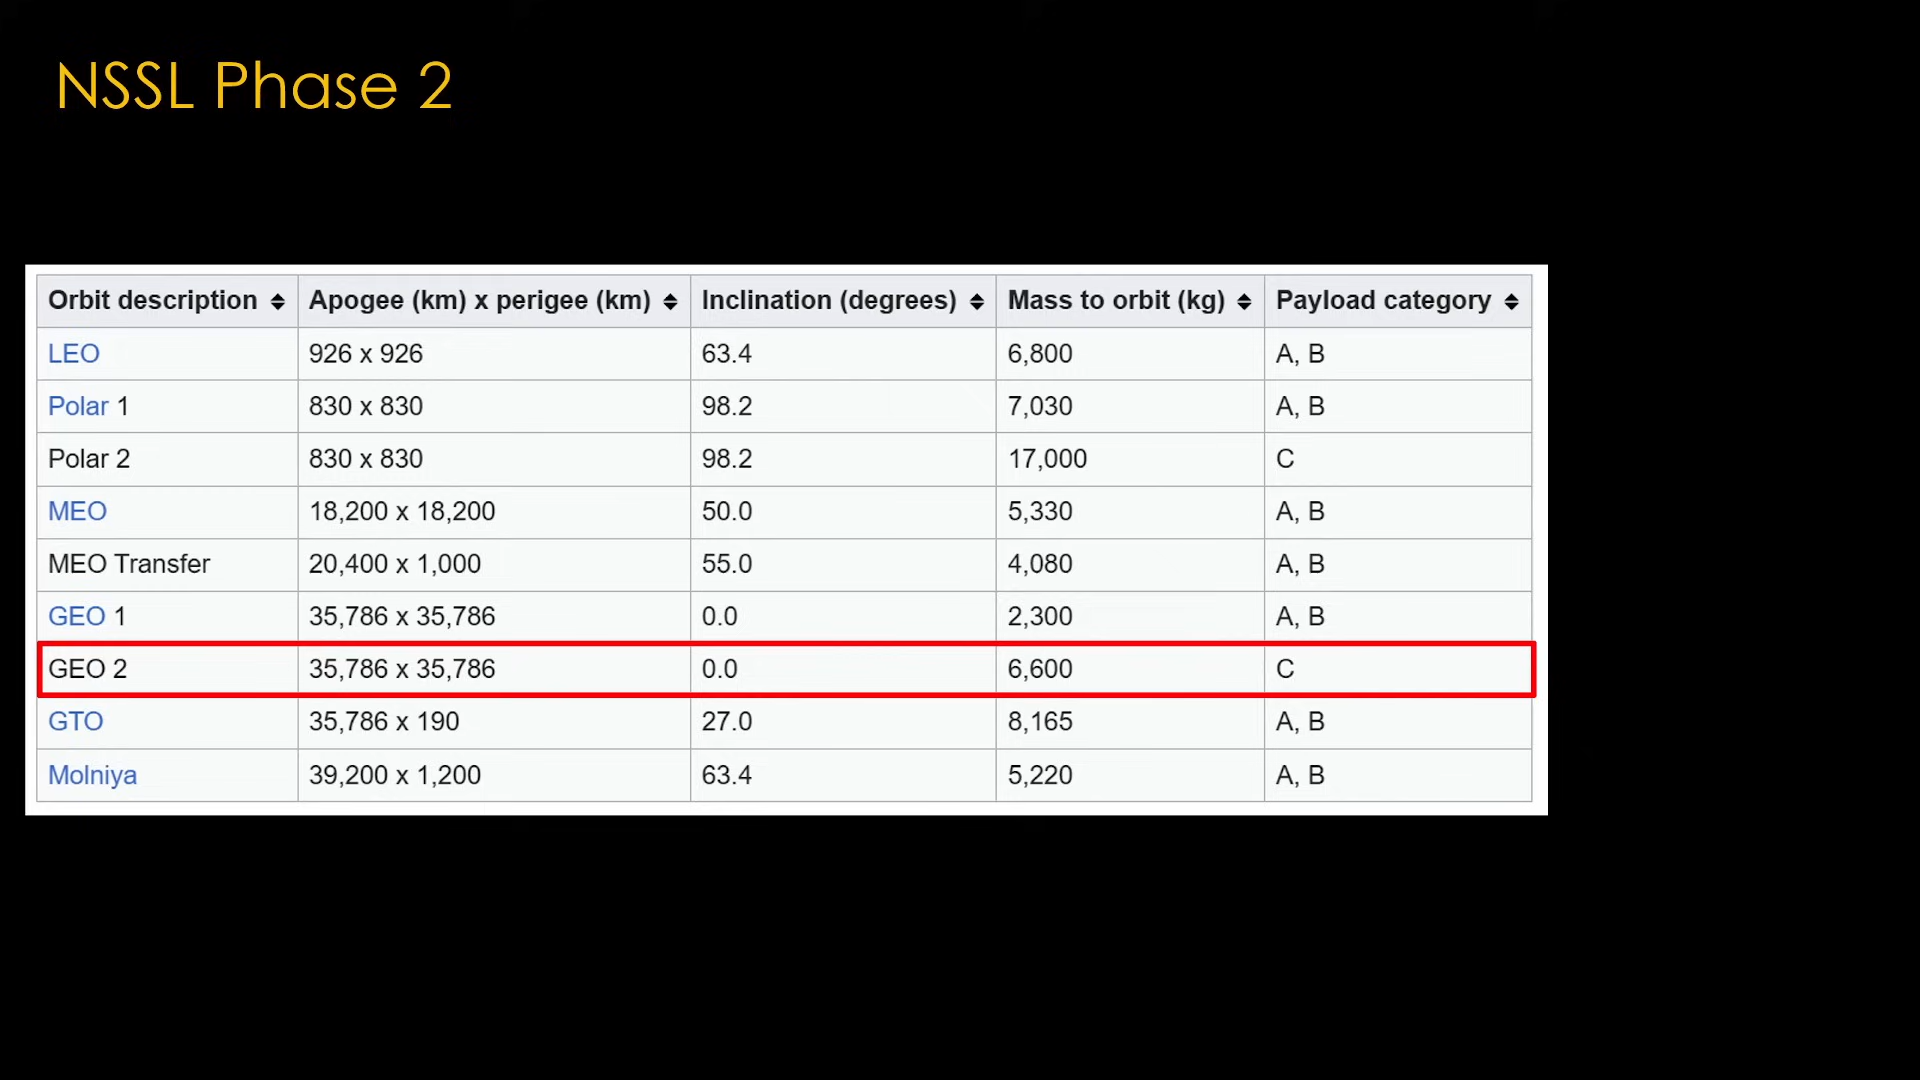 NSSL Phase 2
Orbit description Apogee (km) x perigee (km) Inclination (degrees) Mass to orbit (kg) Payload category
LEO 926 x 926 63.4 6,800 A, B
Polar 1 830 x 830 98.2 7,030 A, B
Polar 2 830 x 830 98.2 17,000 C
MEO 18,200 x 18,200 50.0 5,330 A, B
MEO Transfer 20,400 x 1,000 55.0 4,080 A, B
GEO 1 35,786 x 35,786 0.0 2,300 A, B
GEO 2 35,786 x 35,786 0.0 6,600 C
GTO 35,786 x 190 27.0 8,165 A, B
Molniya 39,200 x 1,200 63.4 5,220 A, B